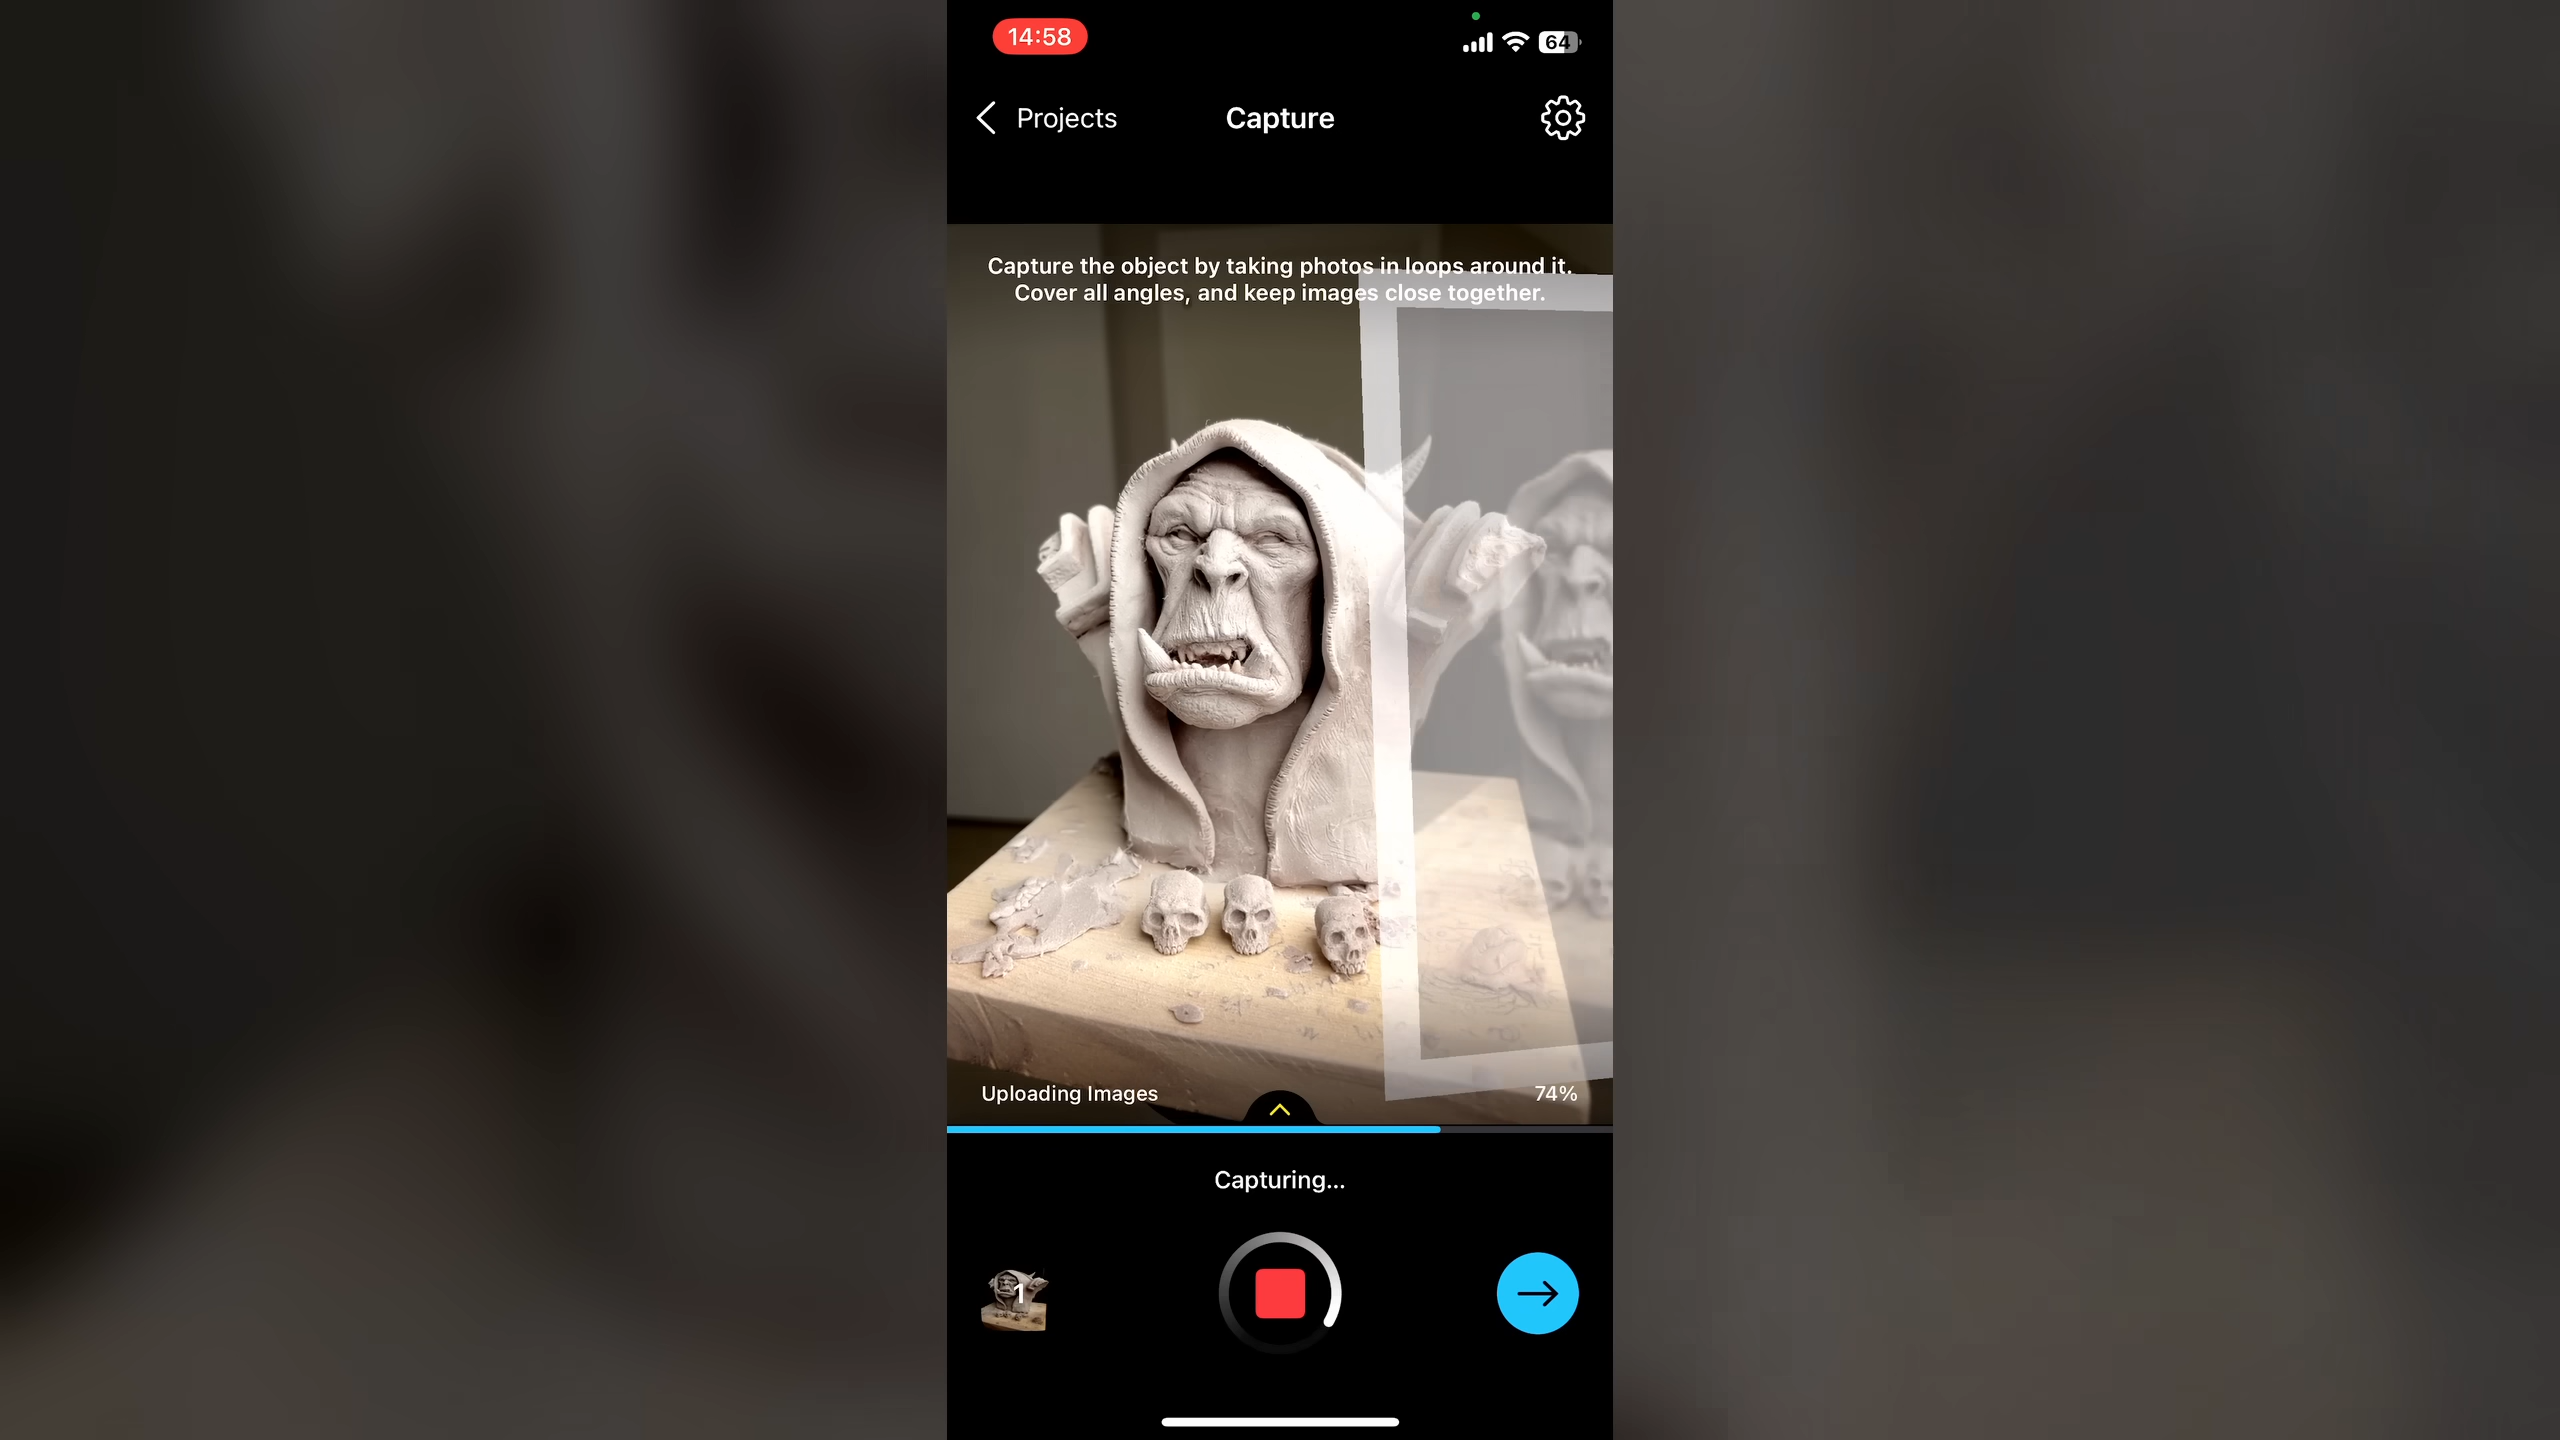 14:58
64
Projects
Capture
Capture the object by taking photos in loops around it.
Cover all angles, and keep images close together.
Uploading Images
74%
Capturing...
1